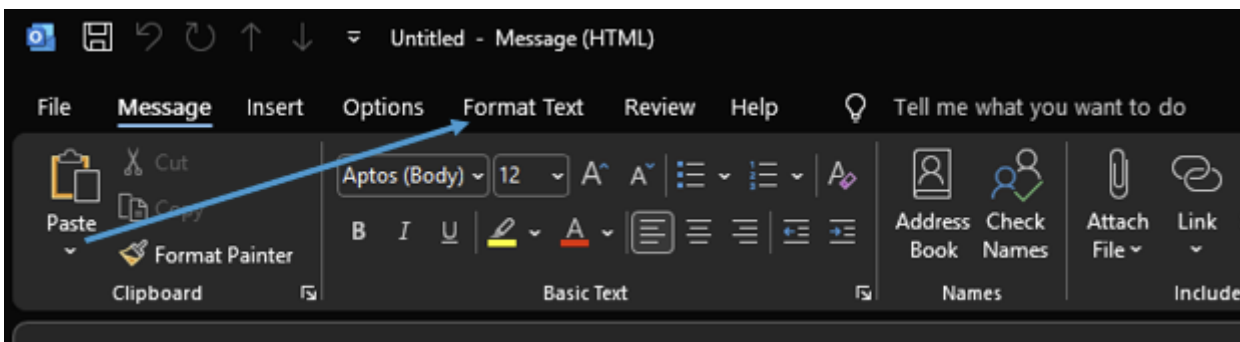 Untitled - Message (HTML)
File Message Insert Options Format Text Review Help Tell me what you want to do
Cut
Aptos (Body) 12
Copy
Paste
B I U A
Address Check Attach Link
Book Names File
Format Painter
Clipboard Basic Text Names Include